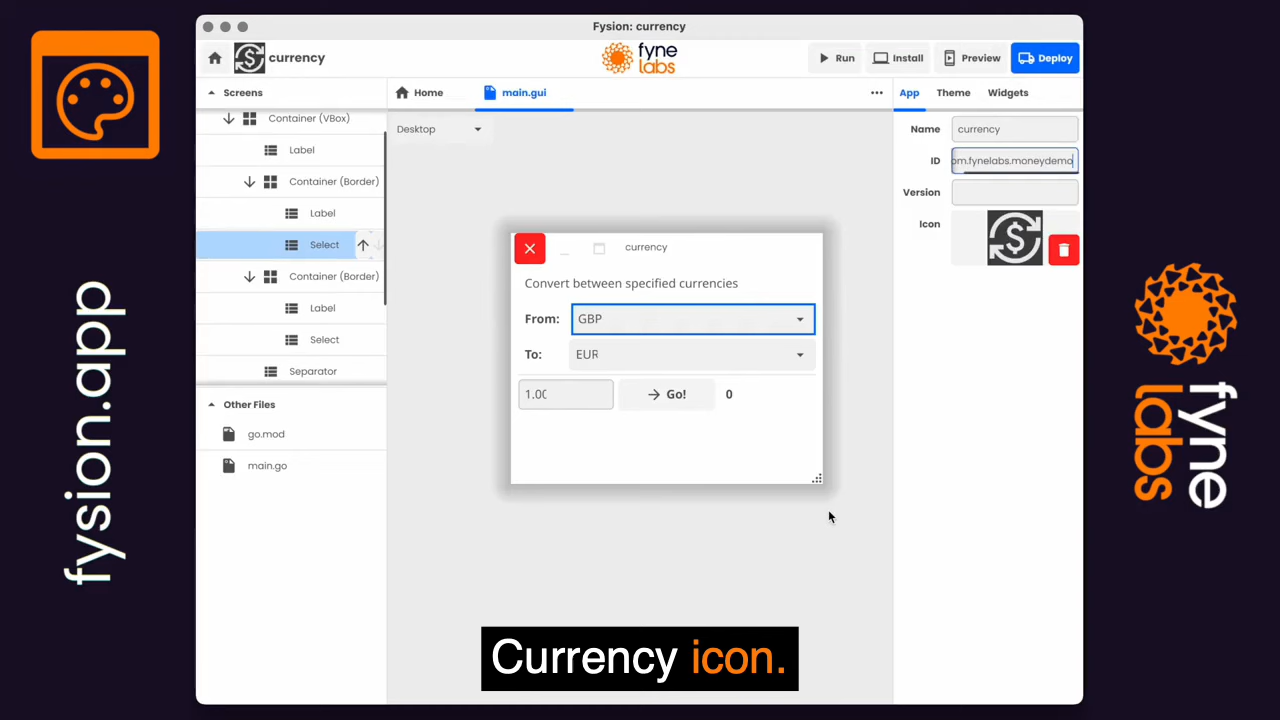 Fysion: currency
currency
fyne labs
Run
Install
Preview
Deploy
Screens
Home
main.gui
App
Theme
Widgets
Desktop
Container (VBox)
Label
Container (Border)
Label
Select
Container (Border)
Label
Select
Separator
Other Files
go.mod
main.go
Name
currency
ID
om.fynelabs.moneydemo
Version
Icon
currency
Convert between specified currencies
From:
GBP
To:
EUR
1.00
Go!
0
fysion.app
fyne
labs
Currency icon.